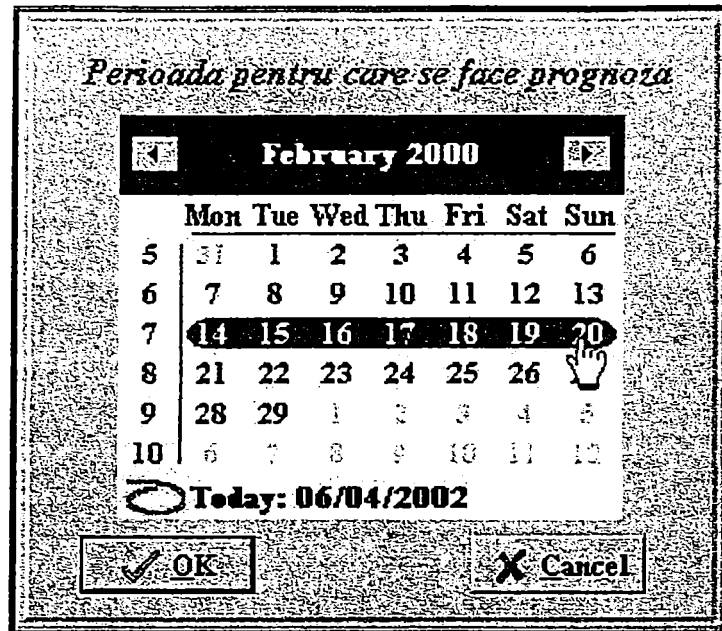 Perioada pentru care se face prognoza
February 2000
Mon Tue Wed Thu Fri Sat Sun
5 31 1 2 3 4 5 6
6 7 8 9 10 11 12 13
7 14 15 16 17 18 19 20
8 21 22 23 24 25 26
9 28 29 1 2 3 4 5
10 6 7 8 9 10 11 12
Today: 06/04/2002
OK Cancel